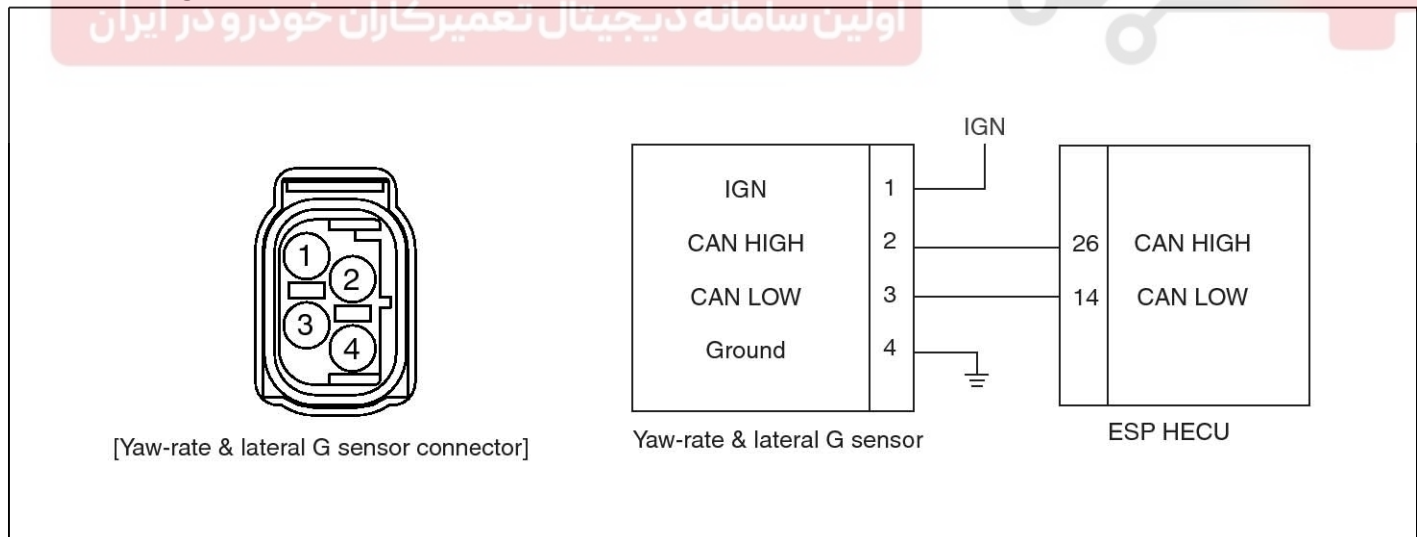 اولین سامانه دیجیتال تعمیرکاران خودرو در ایران
IGN
1
2
3
4
IGN
1
CAN HIGH
2
26
CAN HIGH
CAN LOW
3
14
CAN LOW
Ground
4
[Yaw-rate & lateral G sensor connector]
Yaw-rate & lateral G sensor
ESP HECU